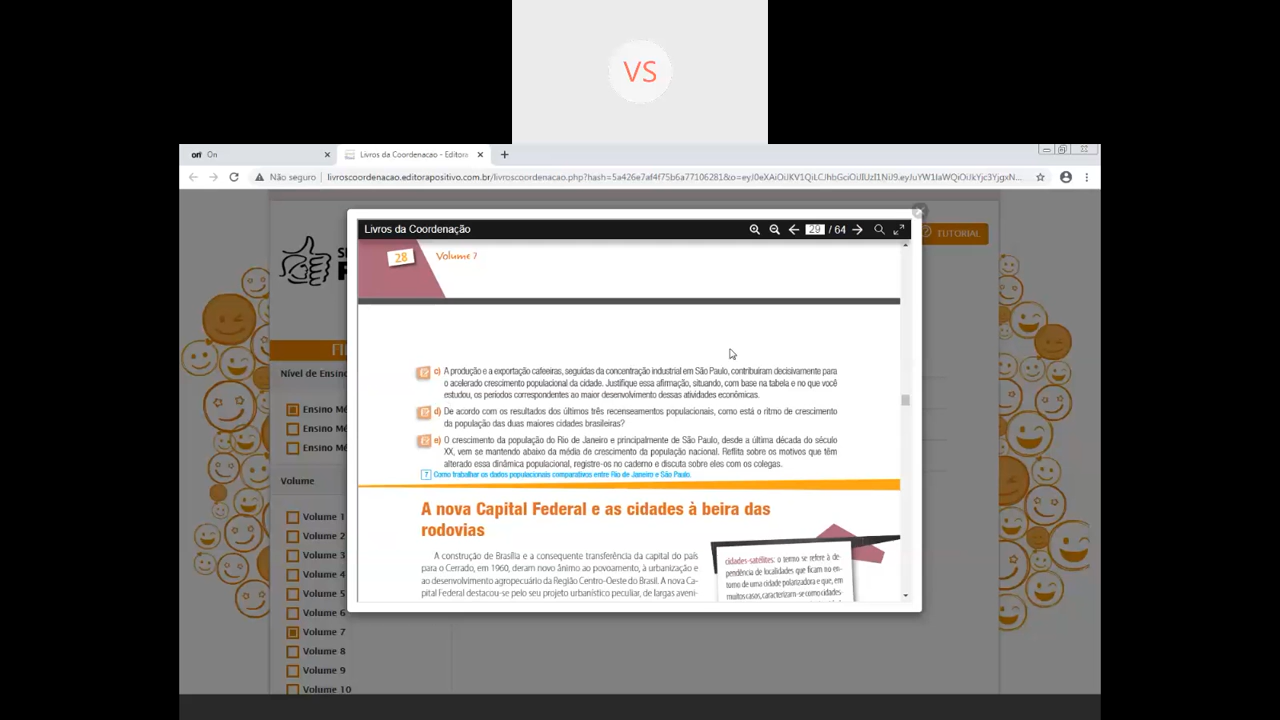 VS
on On
Livros da Coordenacao - Editora
Não seguro
livroscoordenacao.editorapositivo.com.br/livroscoordenacao.php?hash=5a426e7af4f75b6a77106281&o=
TUTORIAL
Livros da Coordenação
29 / 64
28 Volume 7
Nível de Ensino
Ensino Mé
Ensino Mé
Ensino Mé
Volume
Volume 1
Volume 2
Volume 3
Volume 4
Volume 5
Volume 6
Volume 7
Volume 8
Volume 9
Volume 10
c) A produção e a exportação cafeeiras, seguidas da concentração industrial em São Paulo, contribuíram decisivamente para
o acelerado crescimento populacional da cidade. Justifique essa afirmação, situando, com base na tabela e no que você
estudou, os períodos correspondentes ao maior desenvolvimento dessas atividades econômicas.
d) De acordo com os resultados dos últimos três recenseamentos populacionais, como está o ritmo de crescimento
da população das duas maiores cidades brasileiras?
e) O crescimento da população do Rio de Janeiro e principalmente de São Paulo, desde a última década do século
XX, vem se mantendo abaixo da média de crescimento da população nacional. Reflita sobre os motivos que têm
alterado essa dinâmica populacional, registre-os no caderno e discuta sobre eles com os colegas.
7 Como trabalhar os dados populacionais comparativos entre Rio de Janeiro e São Paulo.
A nova Capital Federal e as cidades à beira das
rodovias
A construção de Brasília e a consequente transferência da capital do país
para o Cerrado, em 1960, deram novo ânimo ao povoamento, à urbanização e
ao desenvolvimento agropecuário da Região Centro-Oeste do Brasil. A nova Ca-
pital Federal destacou-se pelo seu projeto urbanístico peculiar, de largas aveni-
cidades-satélites: o termo se refere à de-
pendência de localidades que ficam no en-
torno de uma cidade polarizadora e que, em
muitos casos, caracterizam-se como cidades